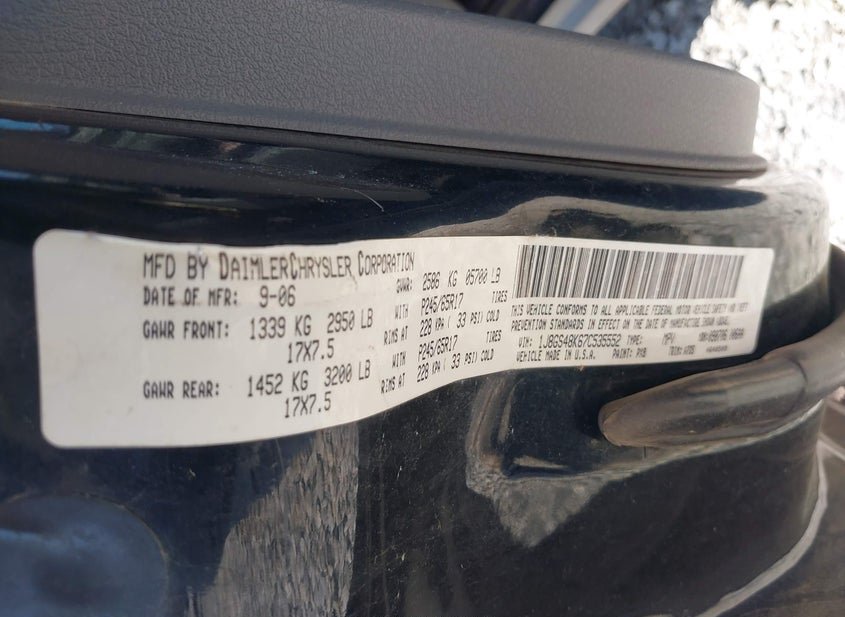 MFD BY DAIMLERCHRYSLER CORPORATION
DATE OF MFR: 9-06 GVWR: 2586 KG 05700 LB
GAWR FRONT: 1339 KG 2950 LB WITH P245/65R17 TIRES
17X7.5 RIMS AT 228 KPA ( 33 PSI) COLD
GAWR REAR: 1452 KG 3200 LB WITH P245/65R17 TIRES
17X7.5 RIMS AT 228 KPA ( 33 PSI) COLD
THIS VEHICLE CONFORMS TO ALL APPLICABLE FEDERAL MOTOR VEHICLE SAFETY AND THEFT
PREVENTION STANDARDS IN EFFECT ON THE DATE OF MANUFACTURE SHOWN ABOVE.
VIN: 1J8GS48K67C535552 TYPE: MPV
VEHICLE MADE IN U.S.A. PAINT: PXB TRIM: